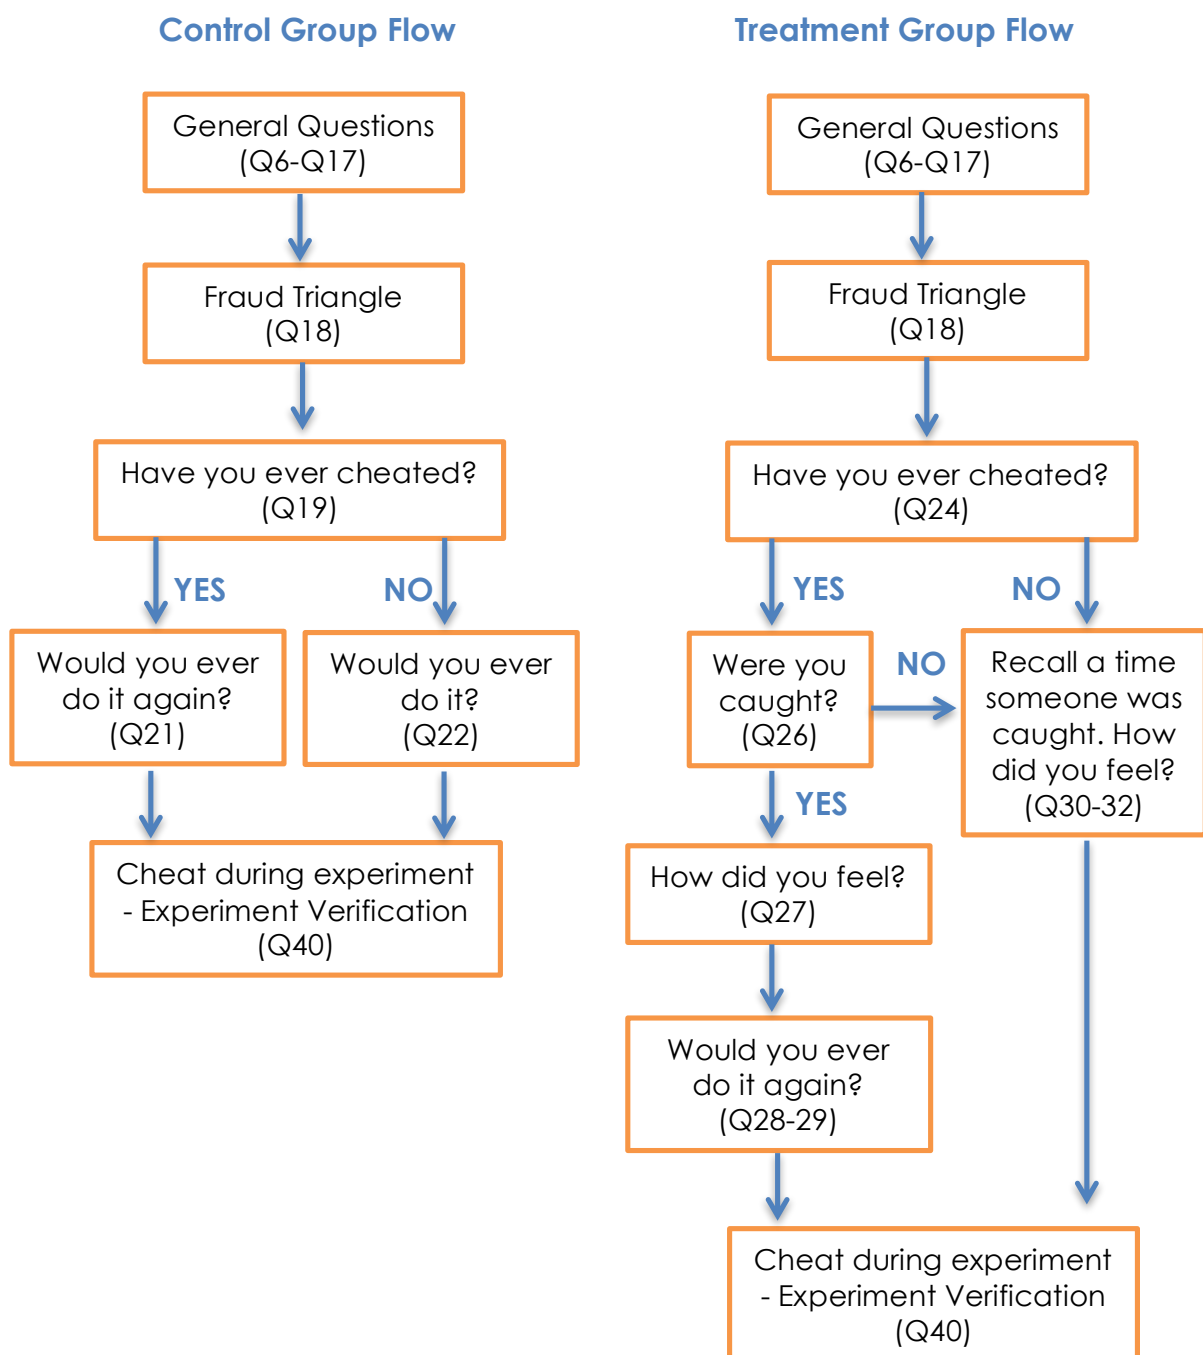 Control Group Flow
General Questions
(Q6-Q17)
Fraud Triangle
(Q18)
Have you ever cheated?
(Q19)
YES
NO
Would you ever
do it again?
(Q21)
Would you ever
do it?
(Q22)
Cheat during experiment
- Experiment Verification
(Q40)
Treatment Group Flow
General Questions
(Q6-Q17)
Fraud Triangle
(Q18)
Have you ever cheated?
(Q24)
YES
NO
Were you
caught?
(Q26)
NO
Recall a time
someone was
caught. How
did you feel?
(Q30-32)
YES
How did you feel?
(Q27)
Would you ever
do it again?
(Q28-29)
Cheat during experiment
- Experiment Verification
(Q40)